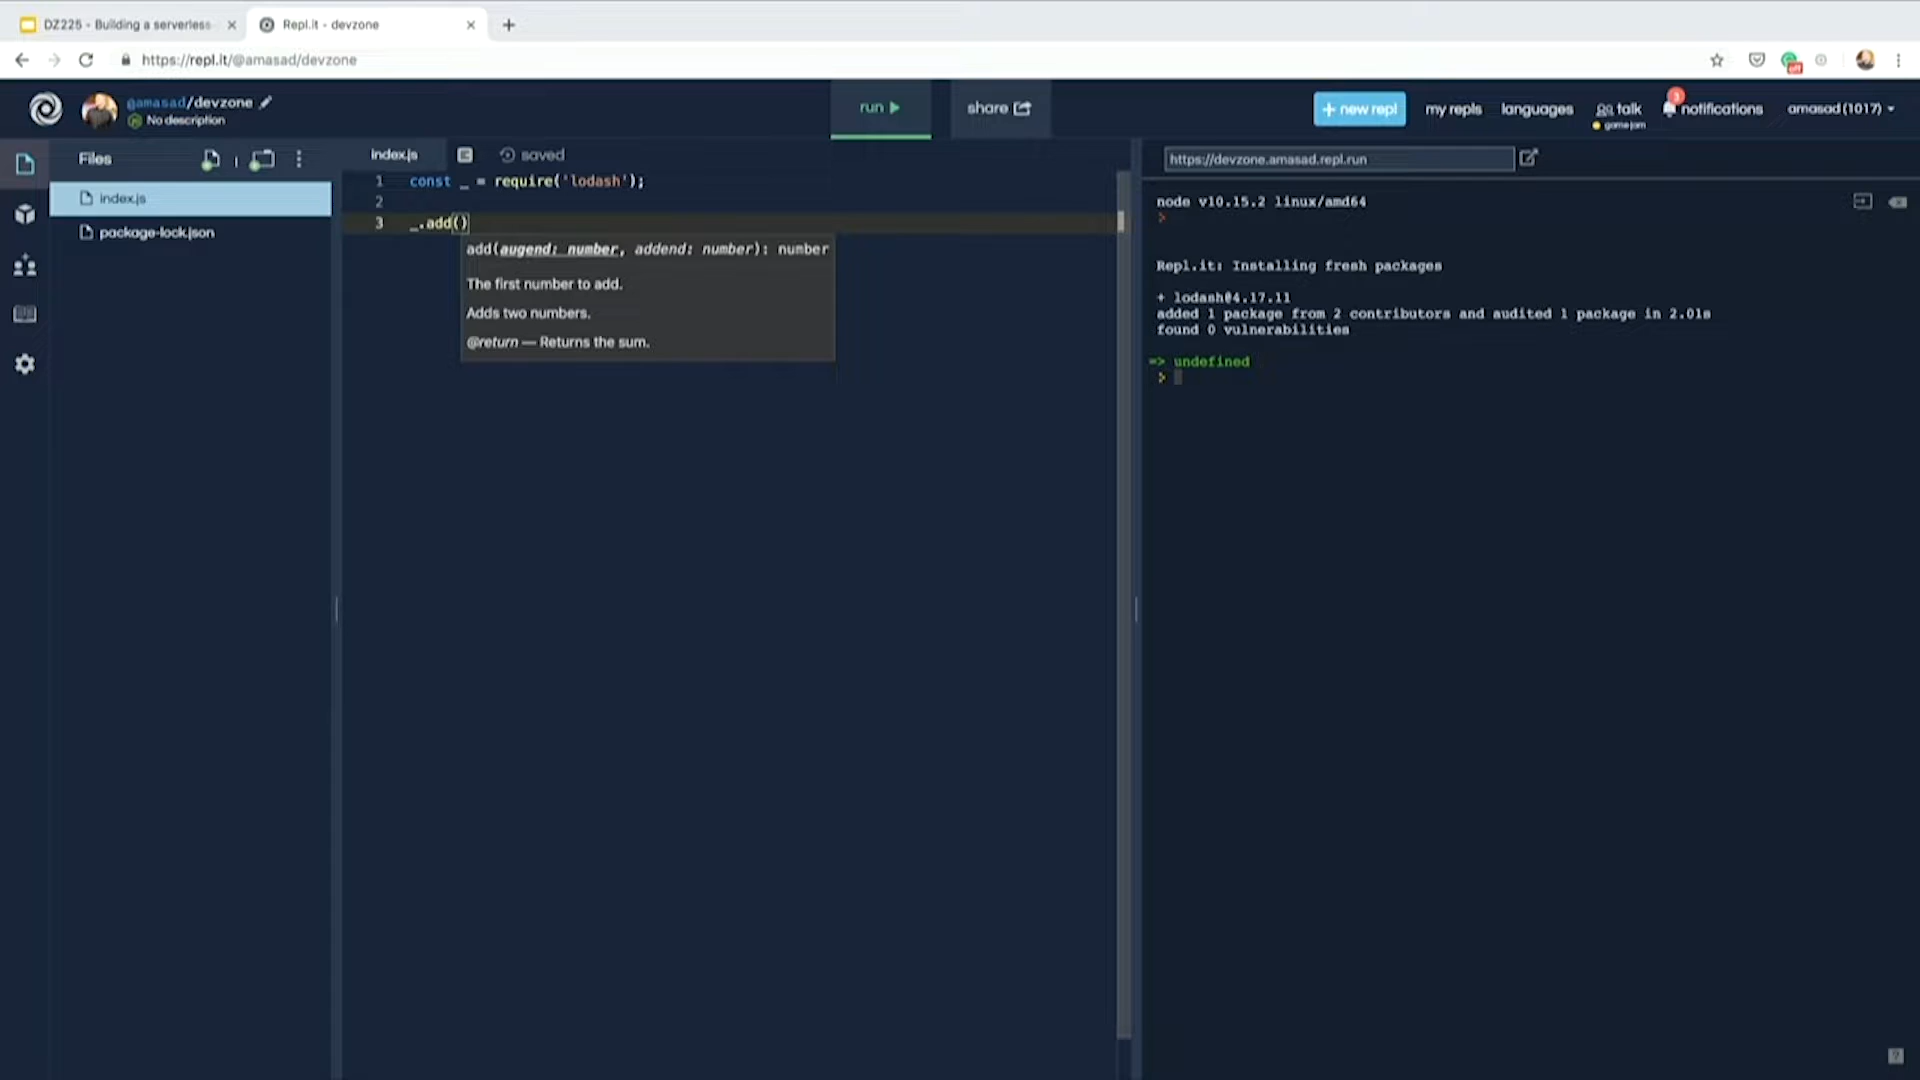 DZ225 - Building a serverless
Repl.it - devzone
https://repl.it/@amasad/devzone
@amasad/devzone
No description
run
share
+ new repl
my repls
languages
talk
game jam
3
notifications
amasad (1017)
off
Files
index.js
package-lock.json
index.js
saved
1 const _ = require('lodash');
2
3 _.add()
add(augend: number, addend: number): number
The first number to add.
Adds two numbers.
@return — Returns the sum.
https://devzone.amasad.repl.run
node v10.15.2 linux/amd64
>
Repl.it: Installing fresh packages
+ lodash@4.17.11
added 1 package from 2 contributors and audited 1 package in 2.01s
found 0 vulnerabilities
=> undefined
>
?